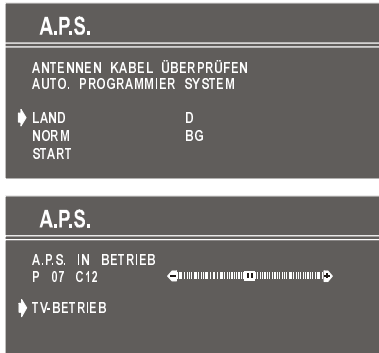 A.P.S.
ANTENNEN KABEL ÜBERPRÜFEN
AUTO. PROGRAMMIER SYSTEM
LAND D
NORM BG
START
A.P.S.
A.P.S. IN BETRIEB
P 07 C12
TV-BETRIEB